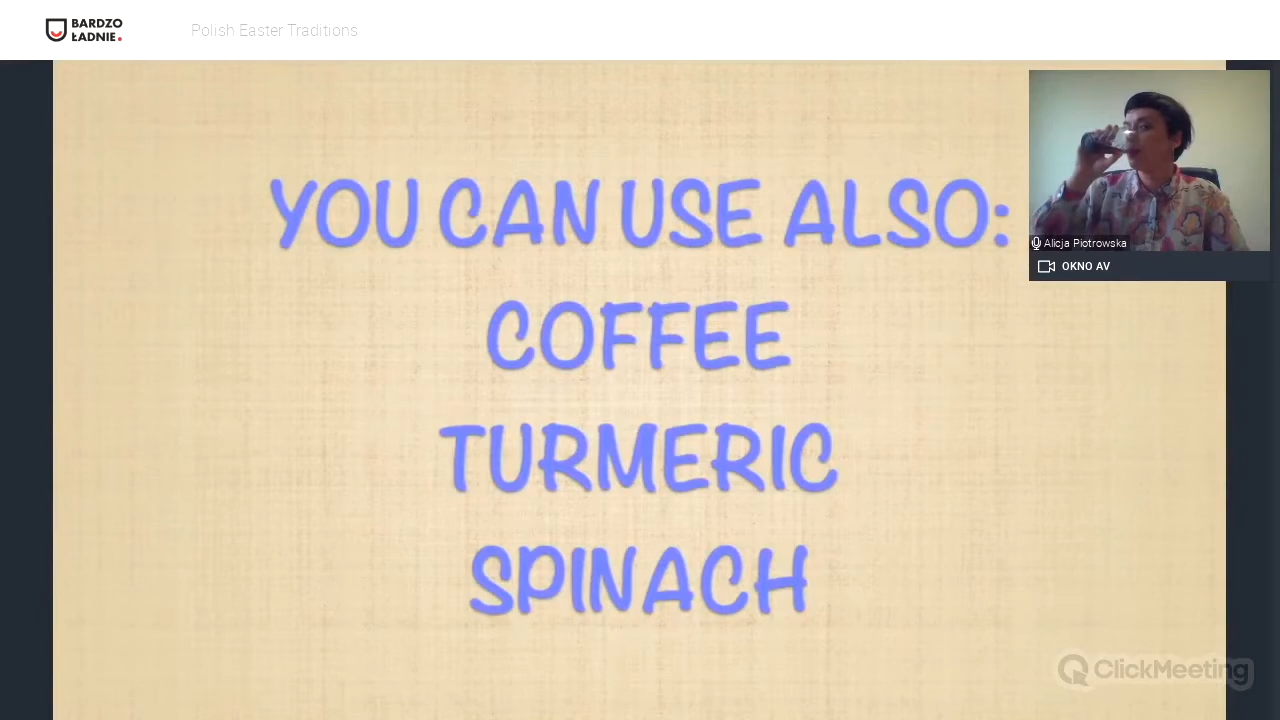 BARDZO
ŁADNIE.
Polish Easter Traditions
YOU CAN USE ALSO:
COFFEE
TURMERIC
SPINACH
Alicja Piotrowska
OKNO AV
ClickMeeting